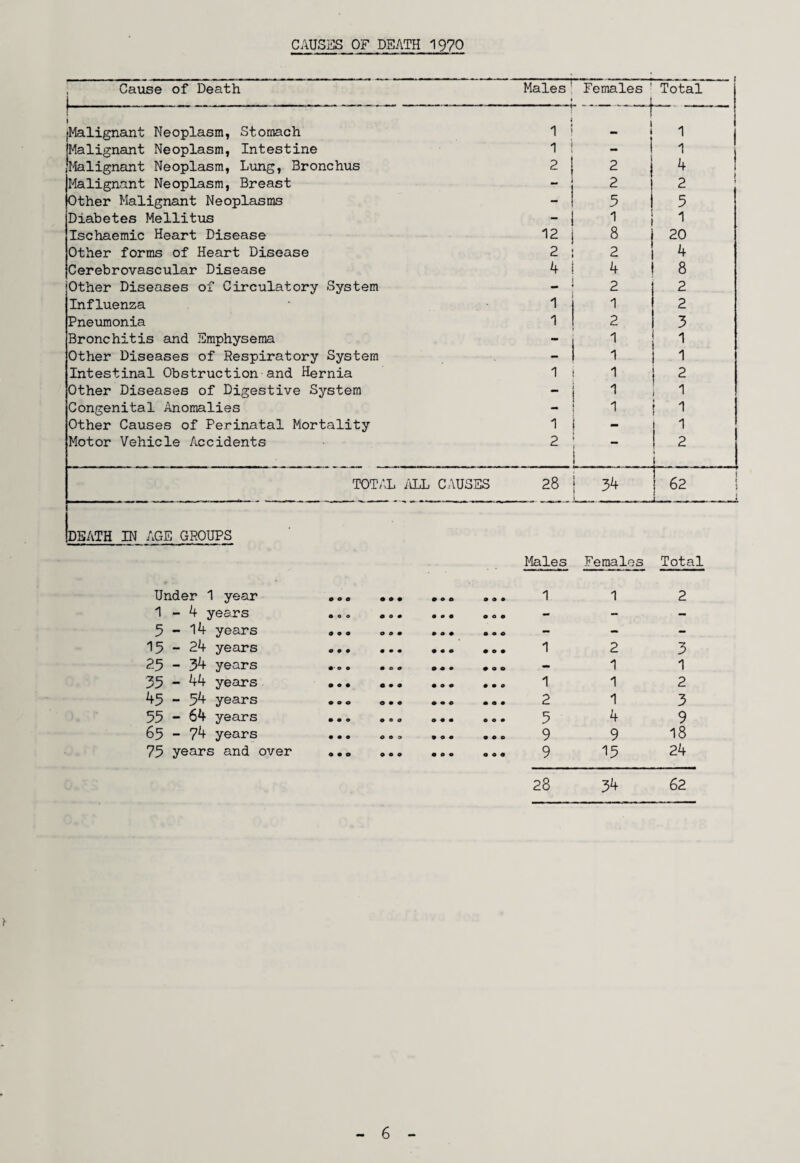 CAUSES OF DEATH 1970
Cause of Death Males Females Total
Malignant Neoplasm, Stomach 1 - 1
Malignant Neoplasm, Intestine 1 - 1
Malignant Neoplasm, Lung, Bronchus 2 2 4
Malignant Neoplasm, Breast - 2 2
Other Malignant Neoplasms - 5 5
Diabetes Mellitus - 1 1
Ischaemic Heart Disease 12 8 20
Other forms of Heart Disease 2 2 4
Cerebrovascular Disease 4 4 8
Other Diseases of Circulatory System - 2 2
Influenza 1 1 2
Pneumonia 1 2 3
Bronchitis and Emphysema - 1 1
Other Diseases of Respiratory System - 1 1
Intestinal Obstruction and Hernia 1 1 2
Other Diseases of Digestive System - 1 1
Congenital Anomalies - 1 1
Other Causes of Perinatal Mortality 1 - 1
Motor Vehicle Accidents 2 - 2
TOTAL ALL CAUSES 28 34 62
DEATH IN AGE GROUPS
Males Females Total
Under 1 year ... ... ... ... 1 1 2
1 - 4 years ... ... ... ... - - -
5 - 14 years ... ... ... ... - - -
15 - 24 years ... ... ... ... 1 2 3
25 - 34 years ... ... ... ... - 1 1
35 - 44 years ... ... ... ... 1 1 2
45 - 54 years ... ... ... ... 2 1 3
55 - 64 years ... ... ... ... 5 4 9
65 - 74 years ... ... ... ... 9 9 18
75 years and over ... ... ... ... 9 15 24
28 34 62
- 6 -